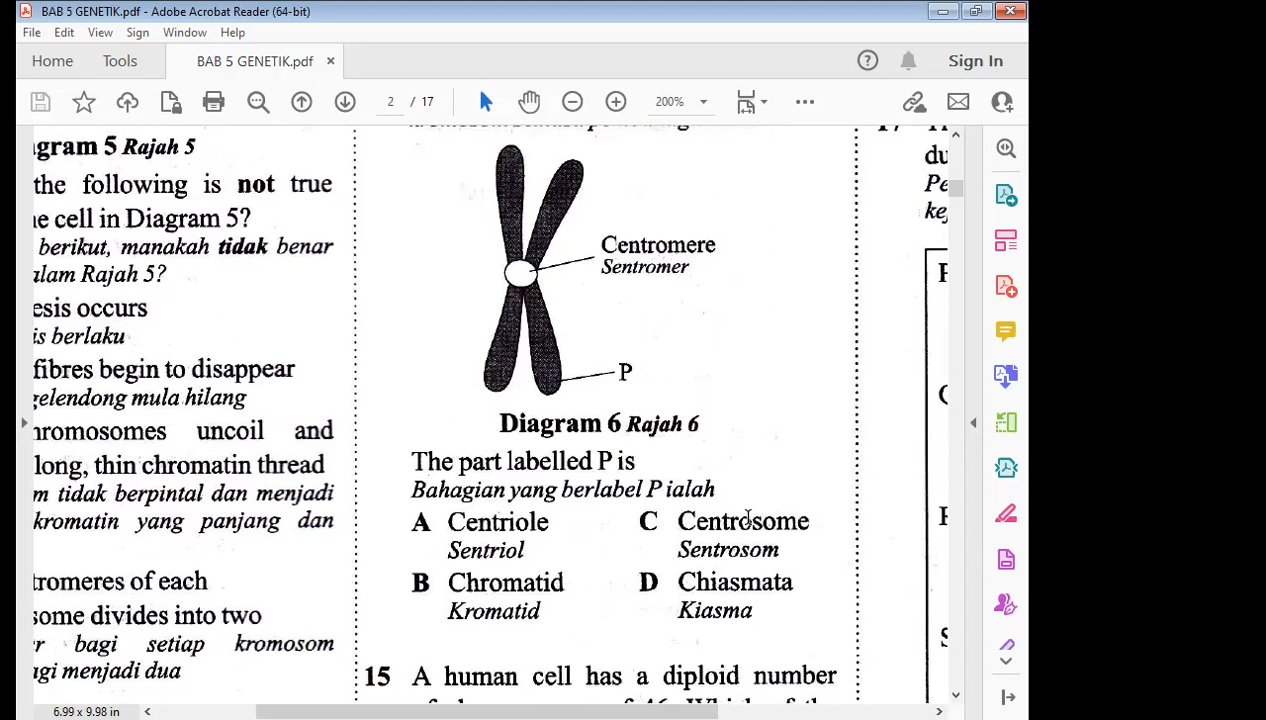 BAB 5 GENETIK.pdf - Adobe Acrobat Reader (64-bit)
File Edit View Sign Window Help
Home Tools BAB 5 GENETIK.pdf × Sign In
2 / 17 200%
gram 5 Rajah 5
the following is not true
e cell in Diagram 5?
berikut, manakah tidak benar
alam Rajah 5?
esis occurs
is berlaku
fibres begin to disappear
gelendong mula hilang
hromosomes uncoil and
long, thin chromatin thread
m tidak berpintal dan menjadi
kromatin yang panjang dan
tromeres of each
some divides into two
r bagi setiap kromosom
agi menjadi dua
Centromere
Sentromer
P
Diagram 6 Rajah 6
The part labelled P is
Bahagian yang berlabel P ialah
A Centriole
Sentriol
B Chromatid
Kromatid
C Centrosome
Sentrosom
D Chiasmata
Kiasma
15 A human cell has a diploid number
17
du
Pe
kej
6.99 x 9.98 in